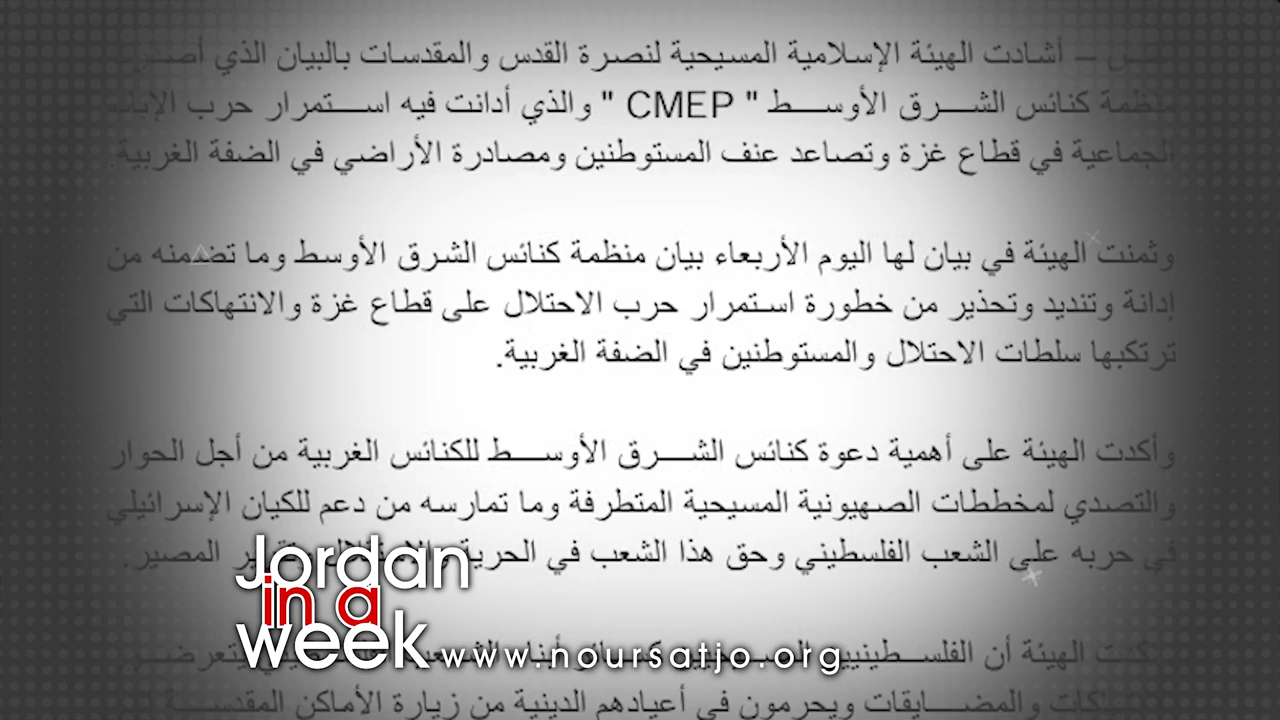 – أشادت الهيئة الإسلامية المسيحية لنصرة القدس والمقدسات بالبيان الذي
منظمة كنائس الشرق الأوسط " CMEP " والذي أدانت فيه استمرار حرب
الجماعية في قطاع غزة وتصاعد عنف المستوطنين ومصادرة الأراضي في الضفة الغربية
وثمنت الهيئة في بيان لها اليوم الأربعاء بيان منظمة كنائس الشرق الأوسط وما تضمنه من
إدانة وتنديد وتحذير من خطورة استمرار حرب الاحتلال على قطاع غزة والانتهاكات التي
ترتكبها سلطات الاحتلال والمستوطنين في الضفة الغربية.
وأكدت الهيئة على أهمية دعوة كنائس الشرق الأوسط للكنائس الغربية من أجل الحوار
والتصدي لمخططات الصهيونية المسيحية المتطرفة وما تمارسه من دعم للكيان الإسرائيلي
في حربه على الشعب الفلسطيني وحق هذا الشعب في المصير.
الهيئة أن
والمضايقات ويحرمون في أعيادهم الدينية من زيارة الأماكن المقدسة
Jordan
in a
week
www.noursatjo.org